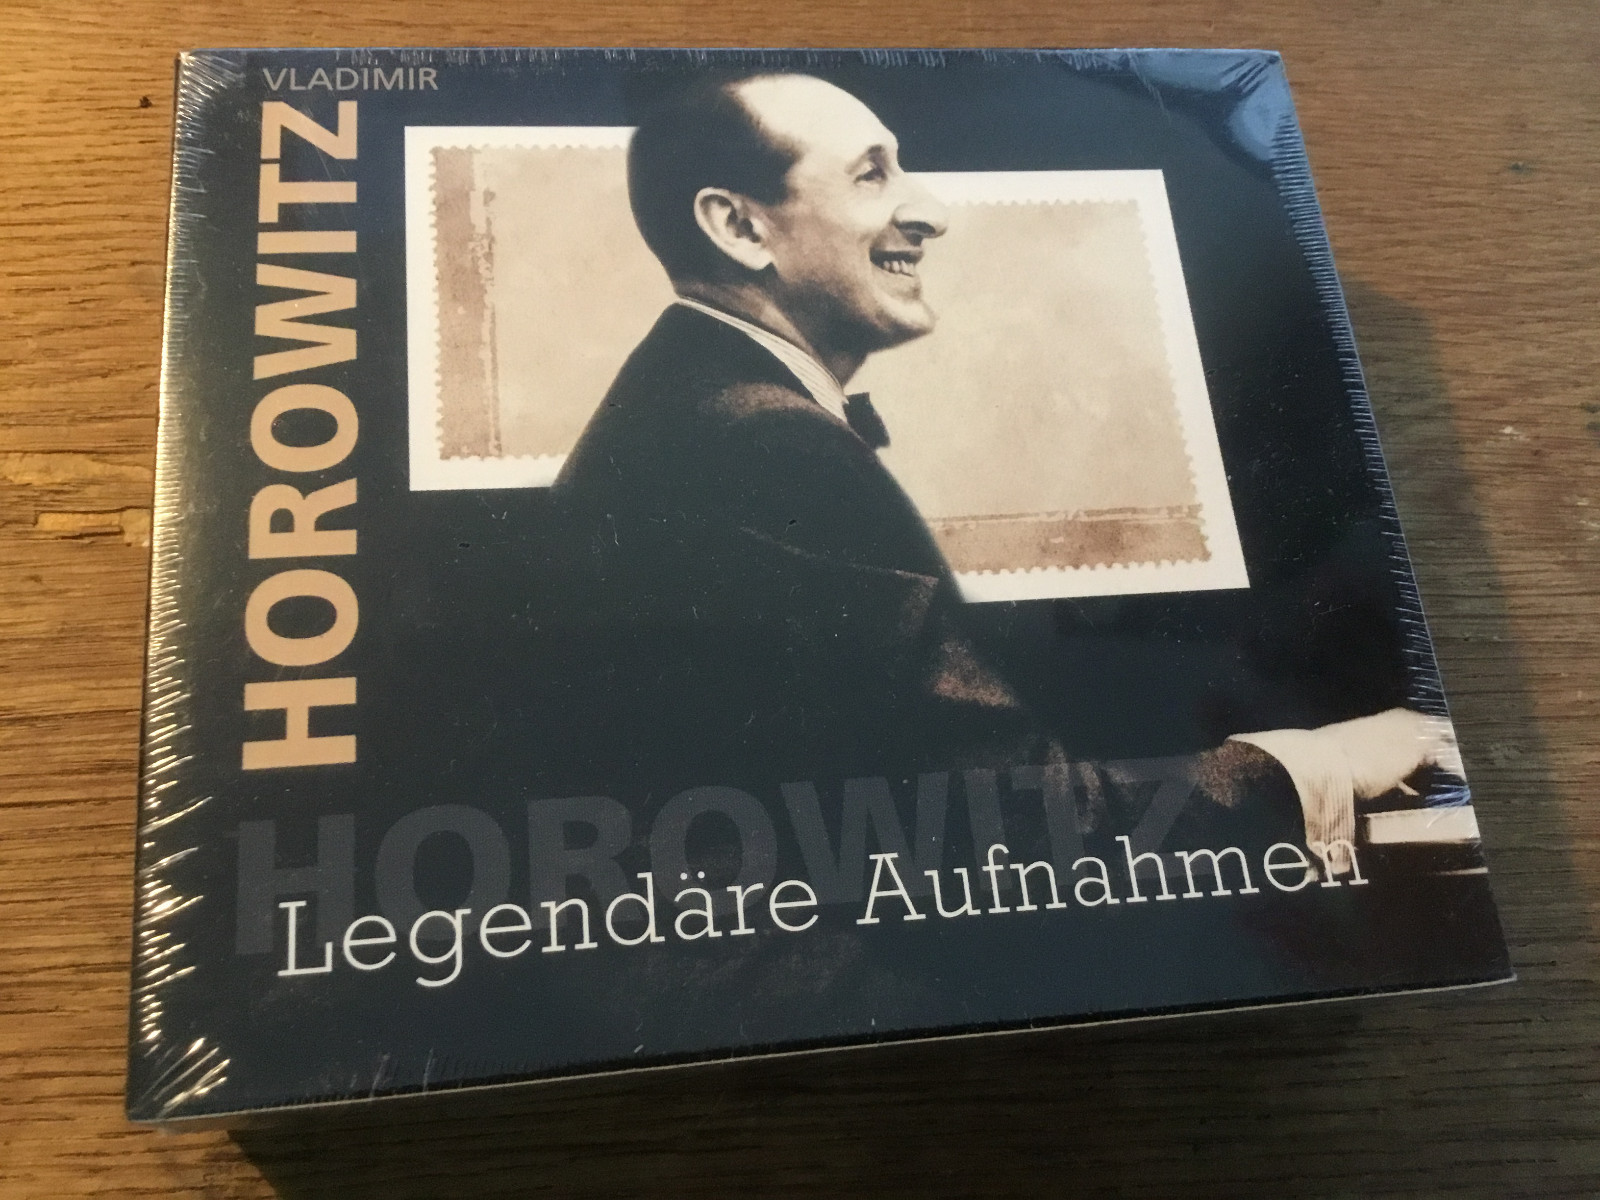 VLADIMIR
HOROWITZ
HOROWITZ
Legendäre Aufnahmen